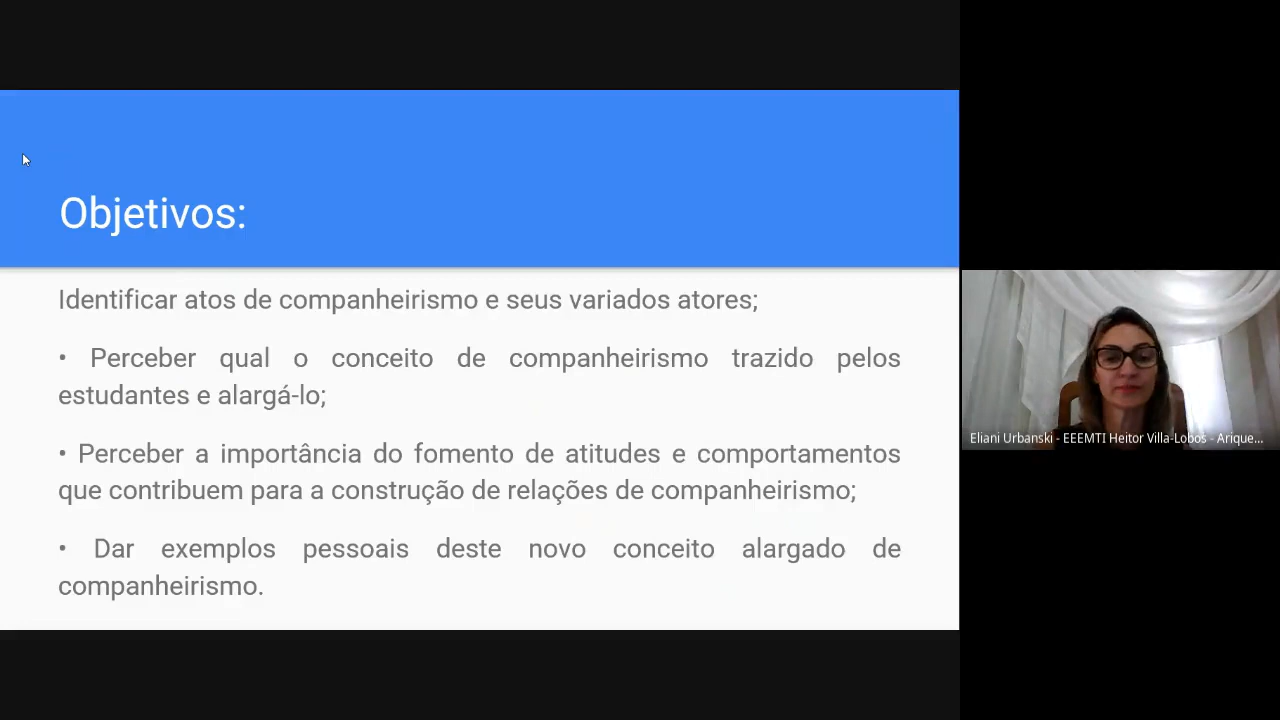 Objetivos:
Identificar atos de companheirismo e seus variados atores;
• Perceber qual o conceito de companheirismo trazido pelos
estudantes e alargá-lo;
• Perceber a importância do fomento de atitudes e comportamentos
que contribuem para a construção de relações de companheirismo;
• Dar exemplos pessoais deste novo conceito alargado de
companheirismo.
Eliani Urbanski - EEEMTI Heitor Villa-Lobos - Arique...